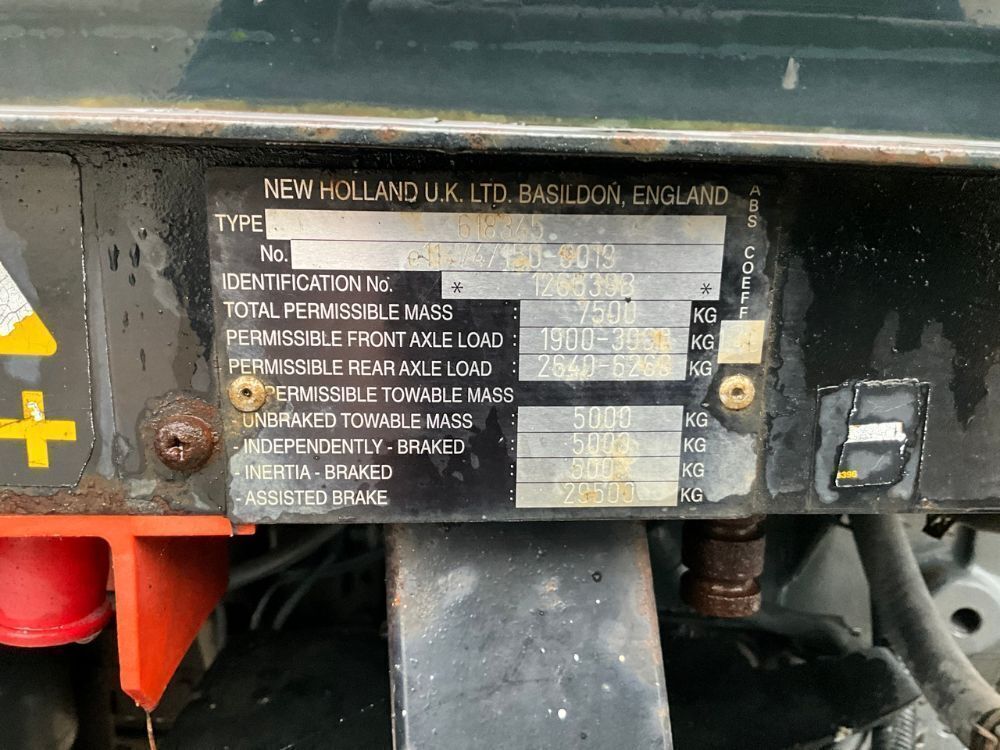 NEW HOLLAND U.K. LTD. BASILDON, ENGLAND
TYPE 618345
No.
IDENTIFICATION No. * *
TOTAL PERMISSIBLE MASS : 7500 KG
PERMISSIBLE FRONT AXLE LOAD : KG
PERMISSIBLE REAR AXLE LOAD : KG
PERMISSIBLE TOWABLE MASS
- UNBRAKED TOWABLE MASS : 5000 KG
- INDEPENDENTLY - BRAKED : KG
- INERTIA - BRAKED : KG
- ASSISTED BRAKE : KG
ABS COEFF